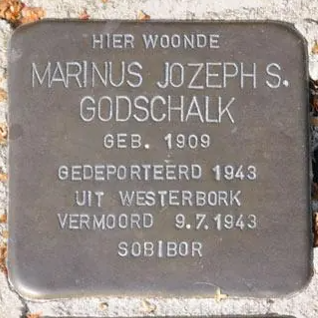 HIER WOONDE
MARINUS JOZEPH S.
GODSCHALK
GEB. 1909
GEDEPORTEERD 1943
UIT WESTERBORK
VERMOORD 9.7.1943
SOBIBOR